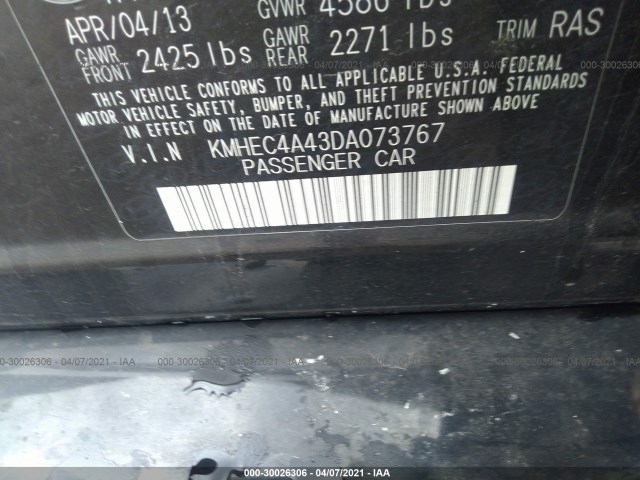 APR/04/13 GVWR 4586 lbs
GAWR FRONT 2425 lbs GAWR REAR 2271 lbs TRIM RAS
THIS VEHICLE CONFORMS TO ALL APPLICABLE U.S.A. FEDERAL
MOTOR VEHICLE SAFETY, BUMPER, AND THEFT PREVENTION STANDARDS
IN EFFECT ON THE DATE OF MANUFACTURE SHOWN ABOVE
V.I.N KMHEC4A43DA073767
PASSENGER CAR
000-30026306 - 04/07/2021 - IAA